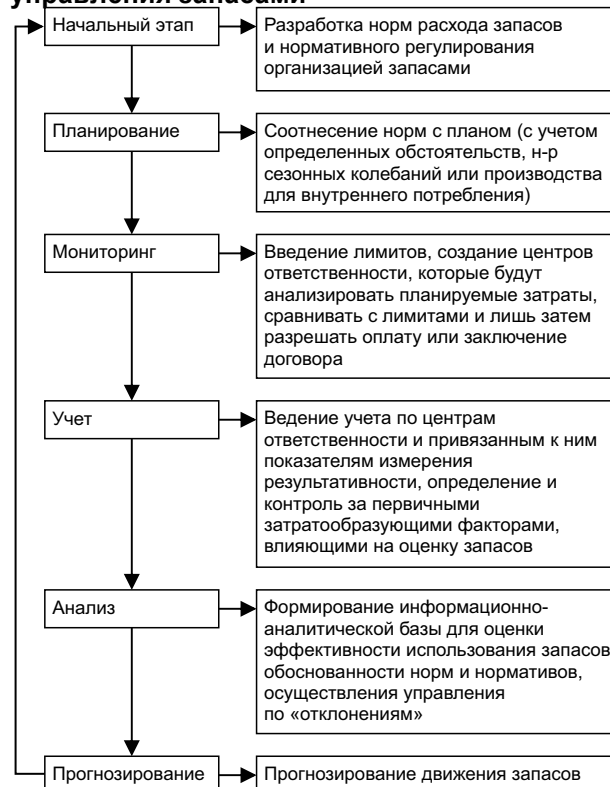 управления запасами
Начальный этап
Разработка норм расхода запасов
и нормативного регулирования
организацией запасами
Планирование
Соотнесение норм с планом (с учетом
определенных обстоятельств, н-р
сезонных колебаний или производства
для внутреннего потребления)
Мониторинг
Введение лимитов, создание центров
ответственности, которые будут
анализировать планируемые затраты,
сравнивать с лимитами и лишь затем
разрешать оплату или заключение
договора
Учет
Ведение учета по центрам
ответственности и привязанным к ним
показателям измерения
результативности, определение и
контроль за первичными
затратообразующими факторами,
влияющими на оценку запасов
Анализ
Формирование информационно-
аналитической базы для оценки
эффективности использования запасов
обоснованности норм и нормативов,
осуществления управления
по «отклонениям»
Прогнозирование
Прогнозирование движения запасов